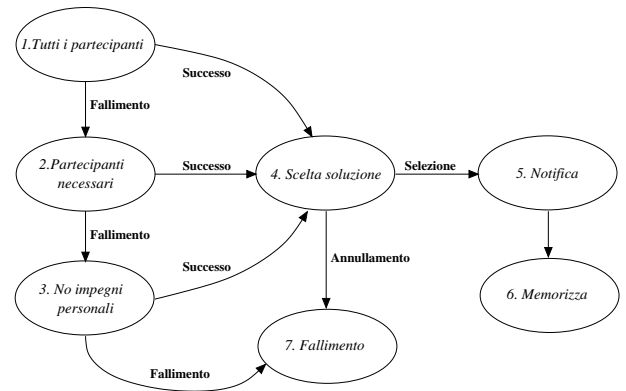 1.Tutti i partecipanti
Successo
Fallimento
2.Partecipanti
necessari
Successo
4. Scelta soluzione
Selezione
5. Notifica
Fallimento
Successo
Annullamento
3. No impegni
personali
6. Memorizza
7. Fallimento
Fallimento